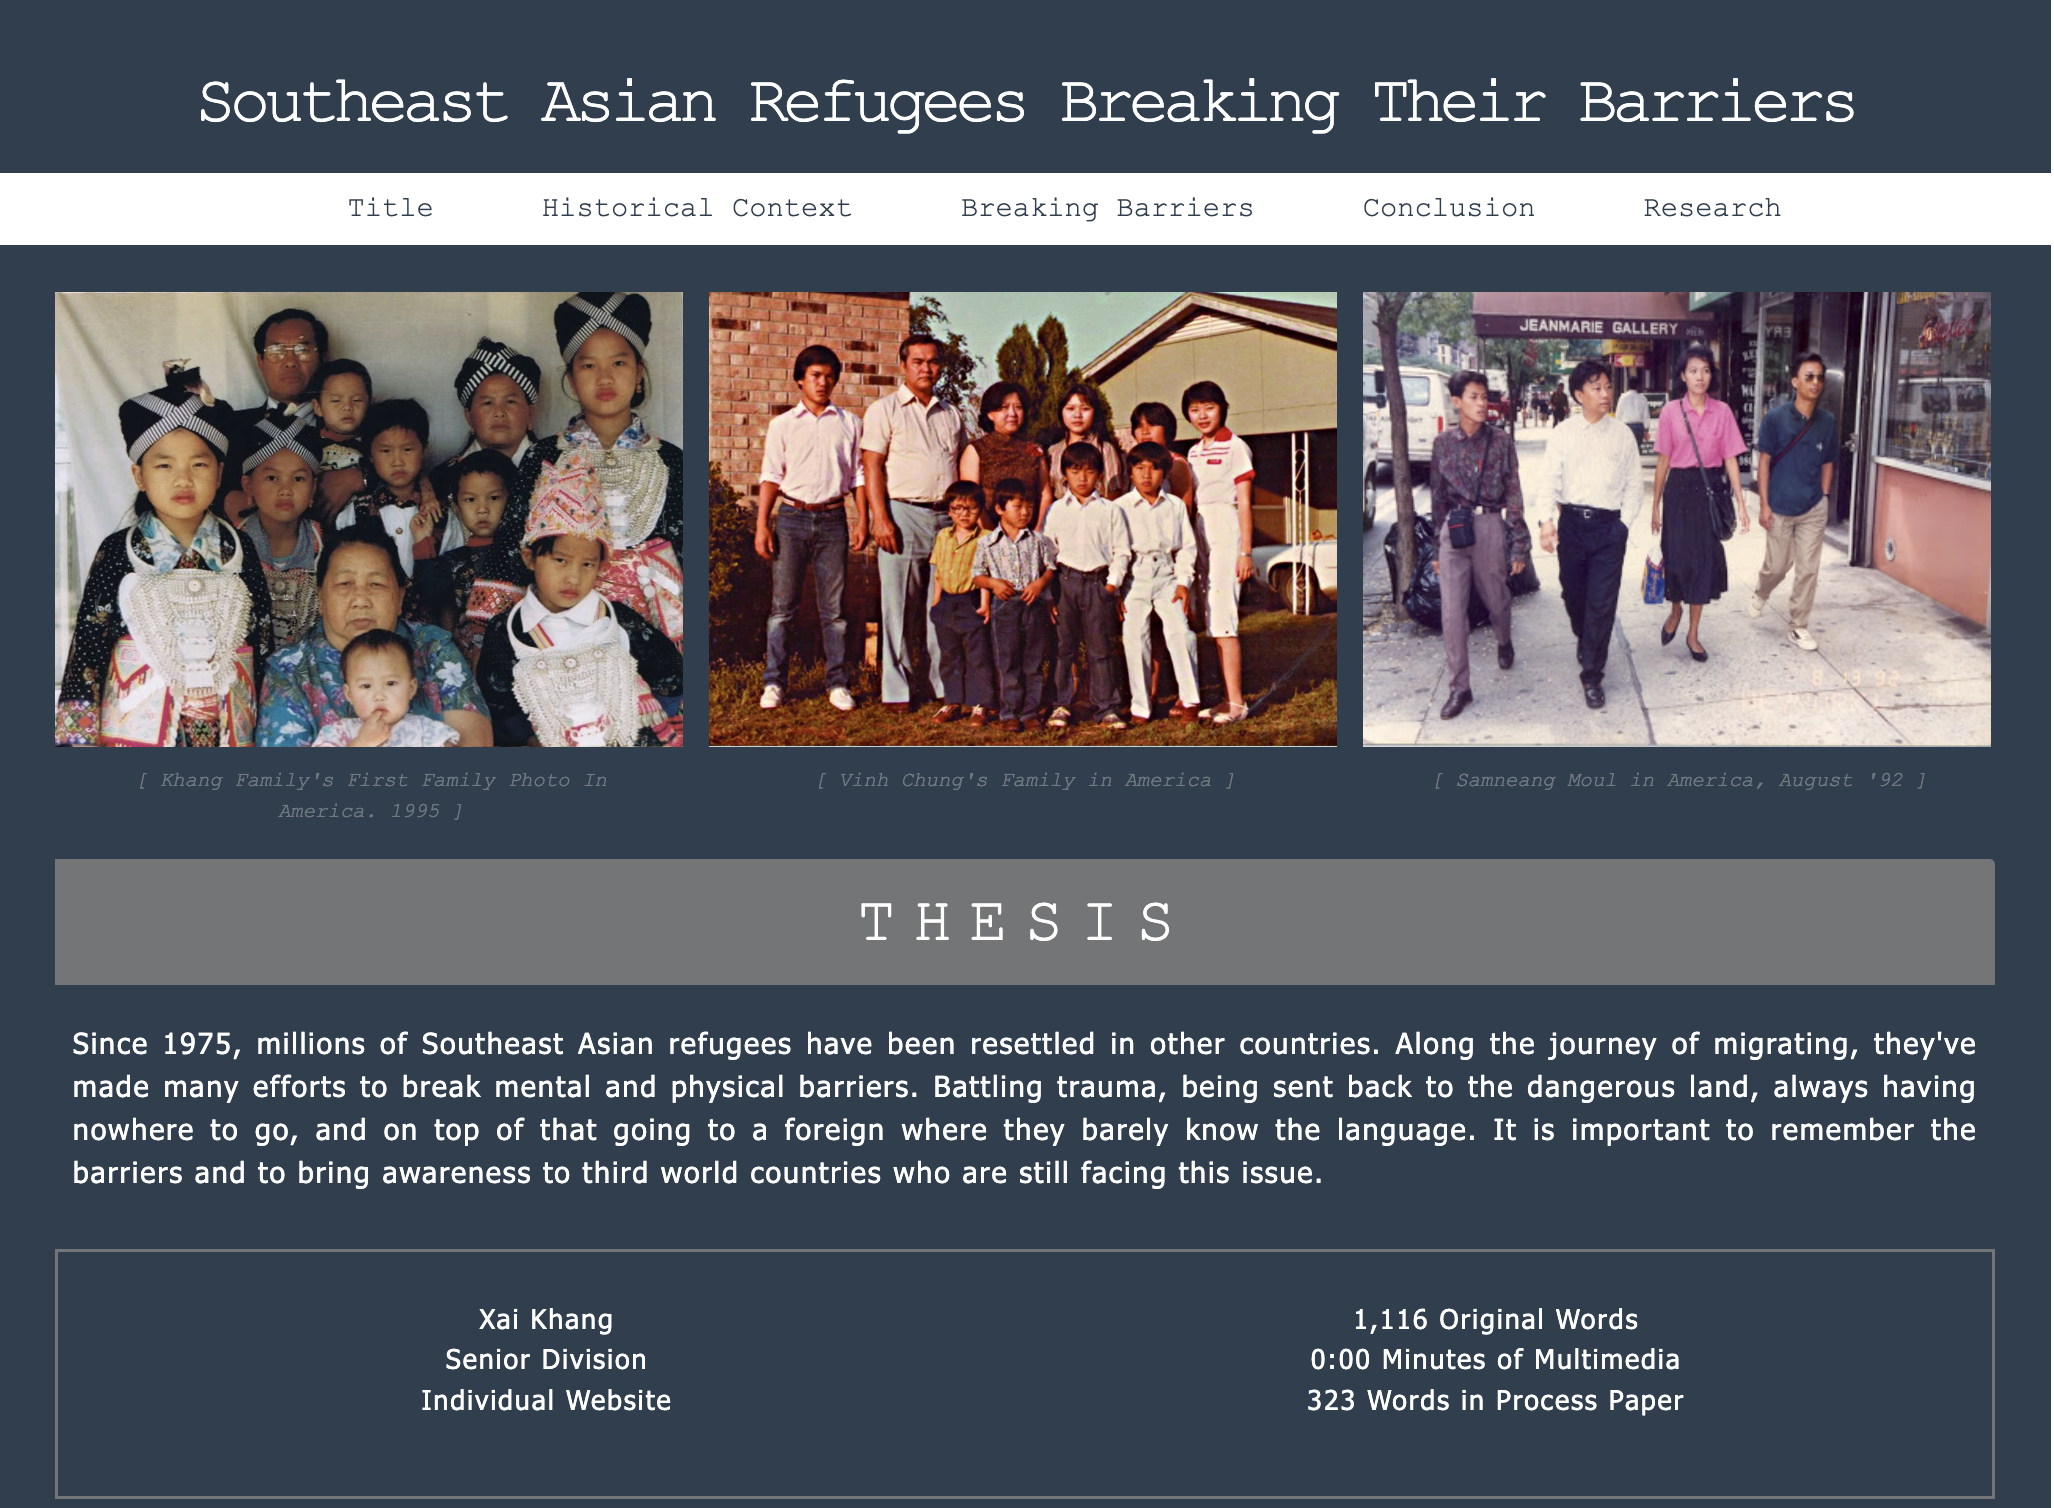 Southeast Asian Refugees Breaking Their Barriers
Title Historical Context Breaking Barriers Conclusion Research
JEANMARIE GALLERY
8 13 92
[ Khang Family's First Family Photo In
America. 1995 ]
[ Vinh Chung's Family in America ]
[ Samneang Moul in America, August '92 ]
THESIS
Since 1975, millions of Southeast Asian refugees have been resettled in other countries. Along the journey of migrating, they've
made many efforts to break mental and physical barriers. Battling trauma, being sent back to the dangerous land, always having
nowhere to go, and on top of that going to a foreign where they barely know the language. It is important to remember the
barriers and to bring awareness to third world countries who are still facing this issue.
Xai Khang
Senior Division
Individual Website
1,116 Original Words
0:00 Minutes of Multimedia
323 Words in Process Paper